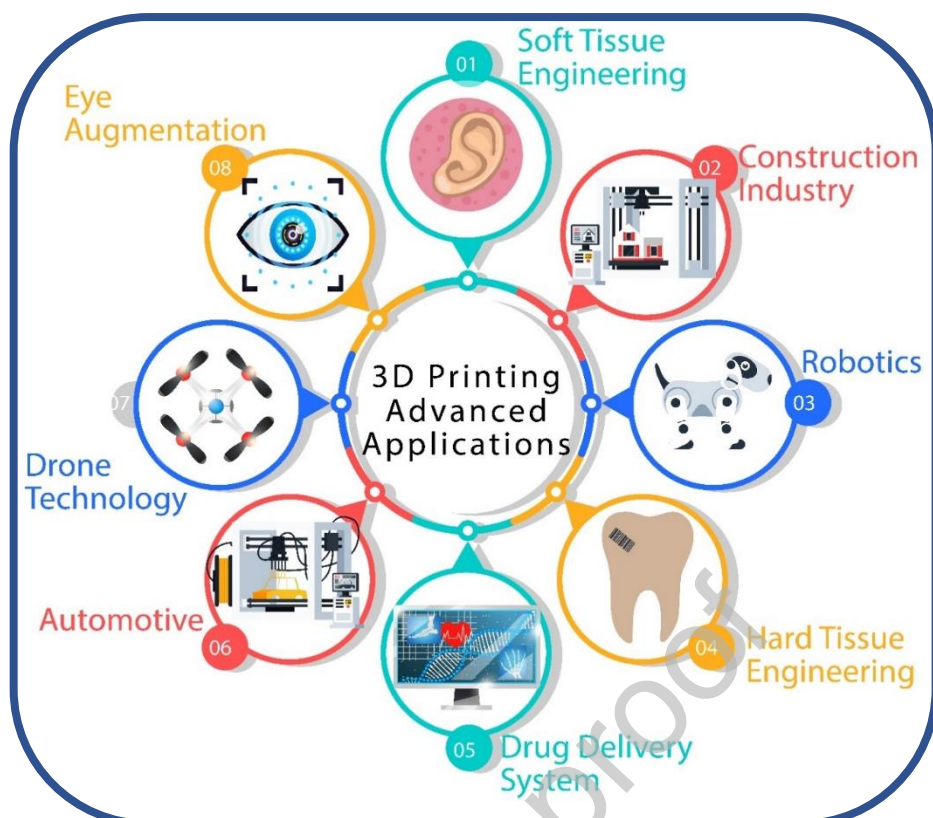 01
Soft Tissue
Engineering
02
Construction
Industry
03
Robotics
04
Hard Tissue
Engineering
05
Drug Delivery
System
06
Automotive
07
Drone
Technology
08
Eye
Augmentation
3D Printing
Advanced
Applications
proof